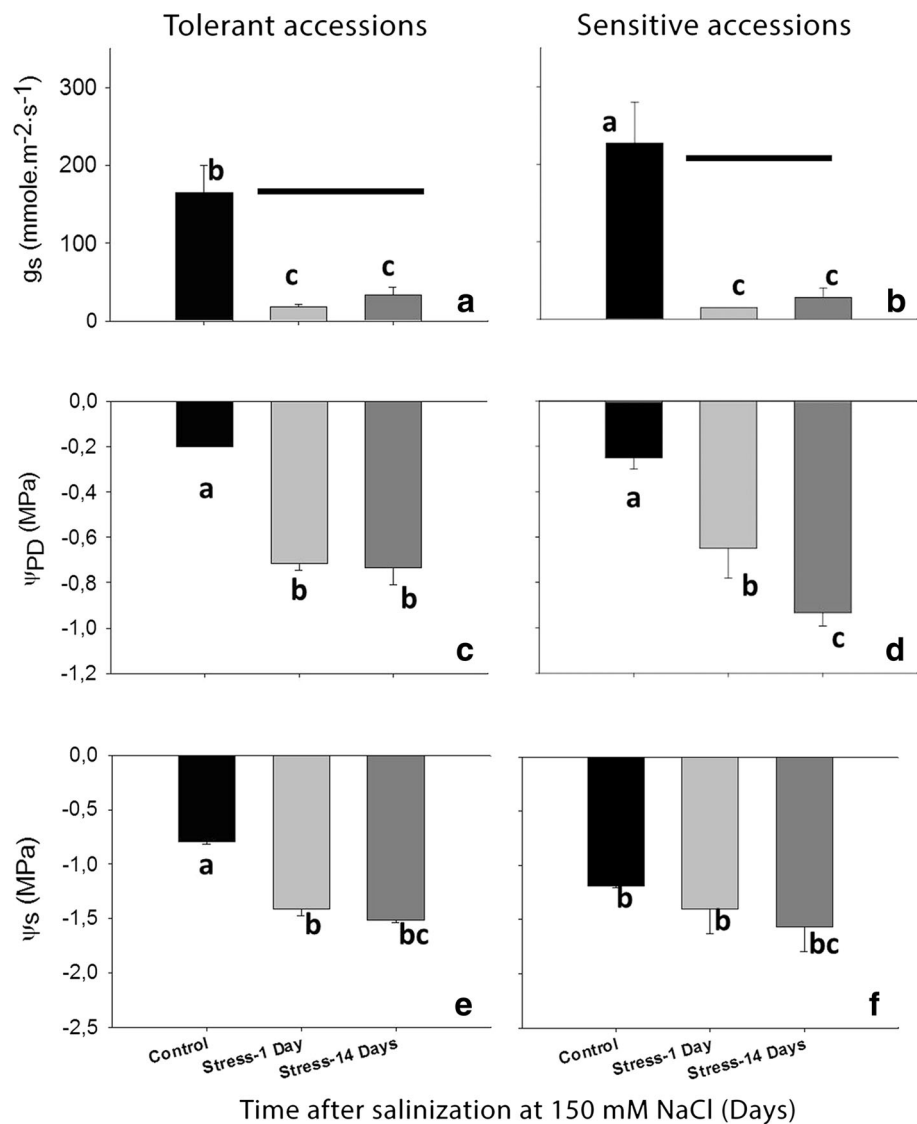 Tolerant accessions
Sensitive accessions
gs (mmole.m-2.s-1)
300
200
100
0
b
c
c
a
a
c
c
b
ΨPD (MPa)
0,0
-0,2
-0,4
-0,6
-0,8
-1,0
-1,2
a
b
b
c
a
b
c
d
Ψs (MPa)
0,0
-0,5
-1,0
-1,5
-2,0
-2,5
a
b
bc
e
b
b
bc
f
Control
Stress-1 Day
Stress-14 Days
Control
Stress-1 Day
Stress-14 Days
Time after salinization at 150 mM NaCl (Days)